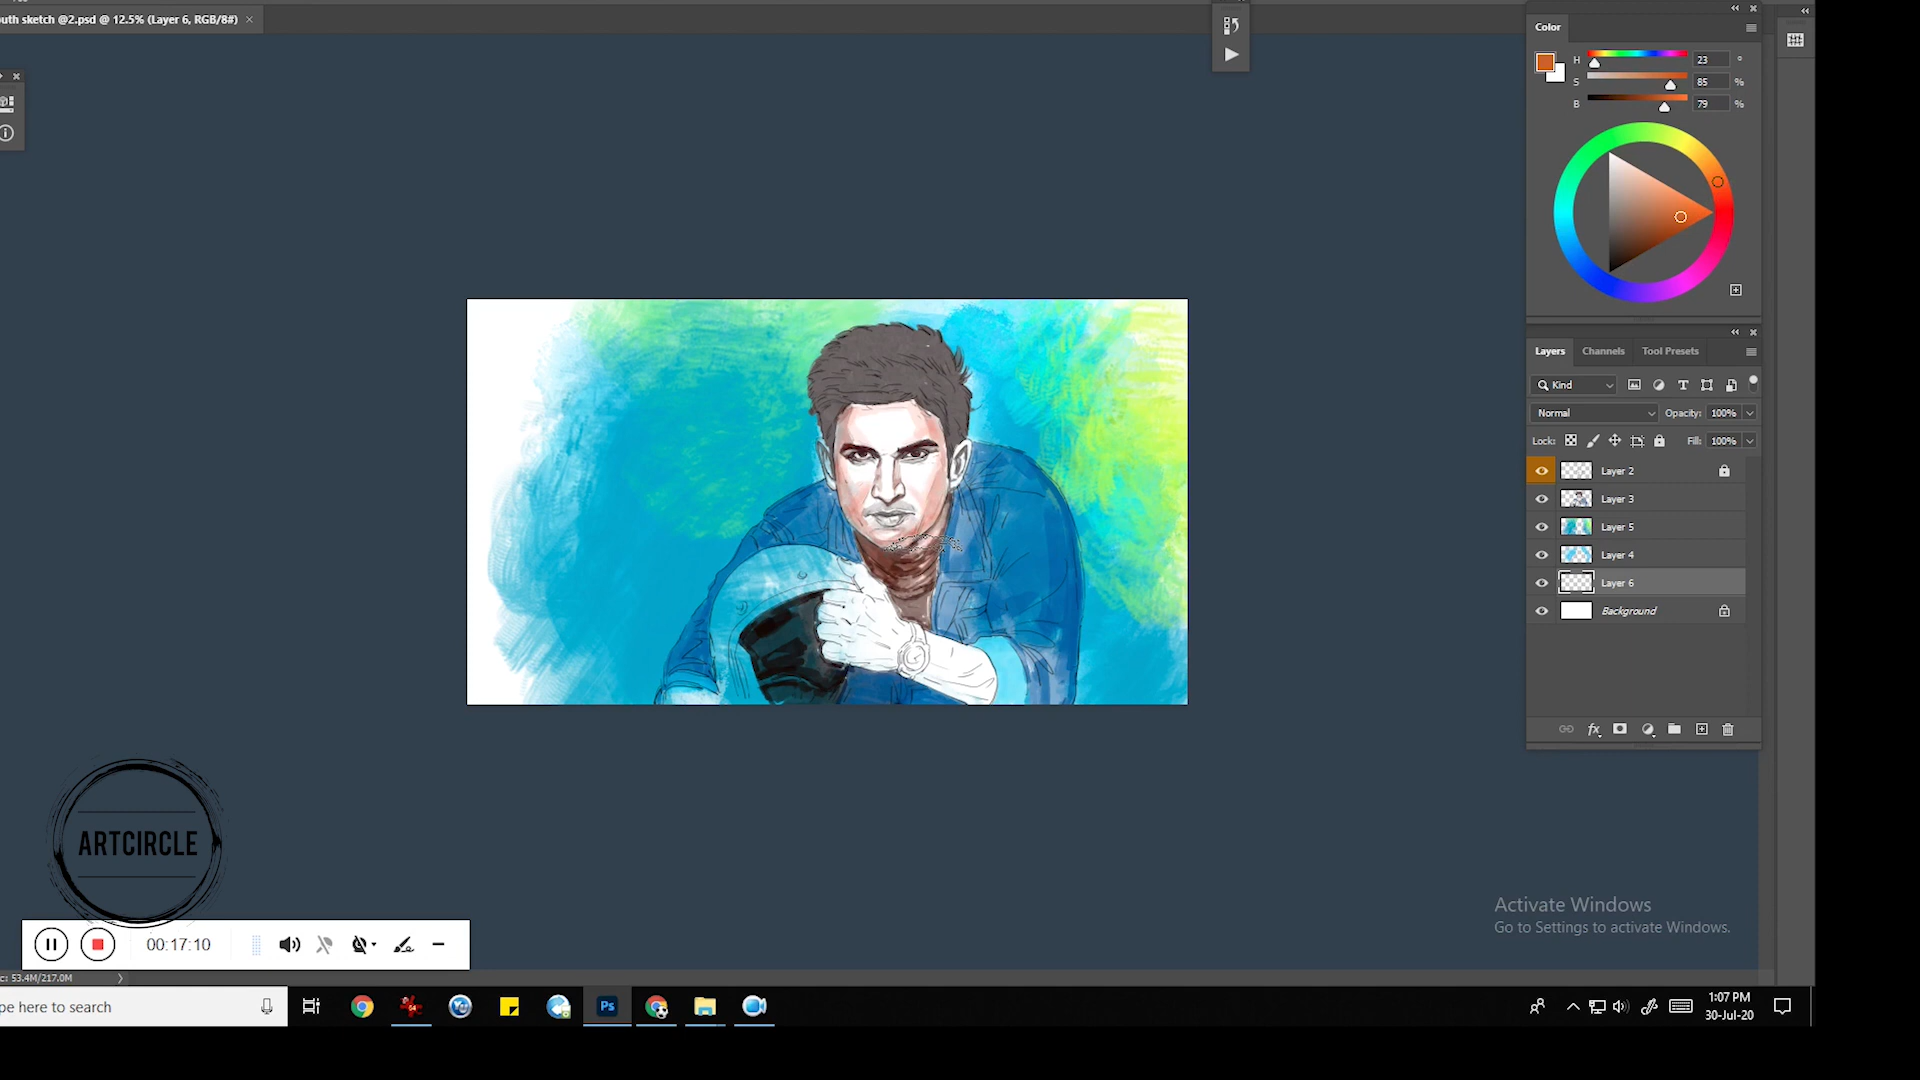 uth sketch @2.psd @ 12.5% (Layer 6, RGB/8#)
Color
H 23 °
S 85 %
B 79 %
Layers Channels Tool Presets
Kind
Normal Opacity: 100%
Lock: Fill: 100%
Layer 2
Layer 3
Layer 5
Layer 4
Layer 6
Background
fx
ARTCIRCLE
Activate Windows
Go to Settings to activate Windows.
00:17:10
c: 53.4M/217.0M
pe here to search
Ps
1:07 PM
30-Jul-20